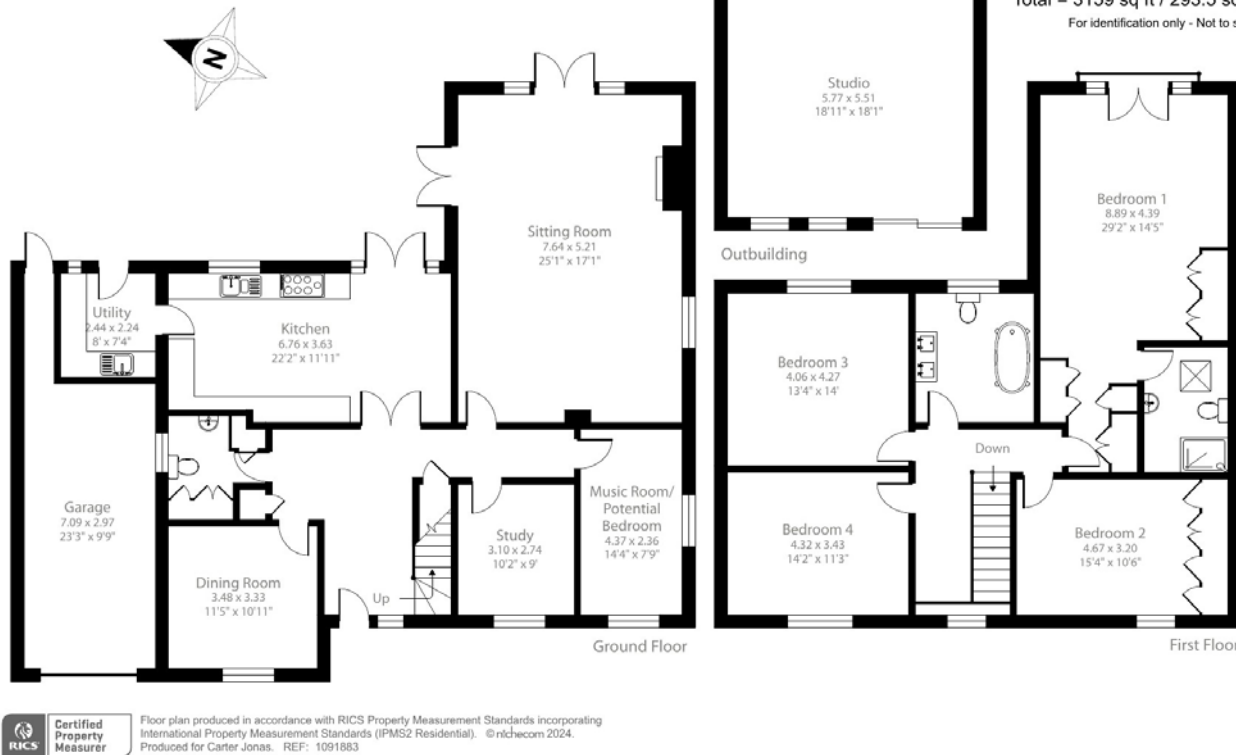 Total = 3159 sq ft / 293.5 sq
For identification only - Not to s
N
Studio
5.77 x 5.51
18'11" x 18'1"
Outbuilding
Sitting Room
7.64 x 5.21
25'1" x 17'1"
Utility
2.44 x 2.24
8' x 7'4"
Kitchen
6.76 x 3.63
22'2" x 11'11"
Garage
7.09 x 2.97
23'3" x 9'9"
Dining Room
3.48 x 3.33
11'5" x 10'11"
Up
Study
3.10 x 2.74
10'2" x 9'
Music Room/
Potential
Bedroom
4.37 x 2.36
14'4" x 7'9"
Ground Floor
Bedroom 1
8.89 x 4.39
29'2" x 14'5"
Bedroom 3
4.06 x 4.27
13'4" x 14'
Down
Bedroom 4
4.32 x 3.43
14'2" x 11'3"
Bedroom 2
4.67 x 3.20
15'4" x 10'6"
First Floor
RICS
Certified
Property
Measurer
Floor plan produced in accordance with RICS Property Measurement Standards incorporating
International Property Measurement Standards (IPMS2 Residential). © nichecom 2024.
Produced for Carter Jonas. REF: 1091883